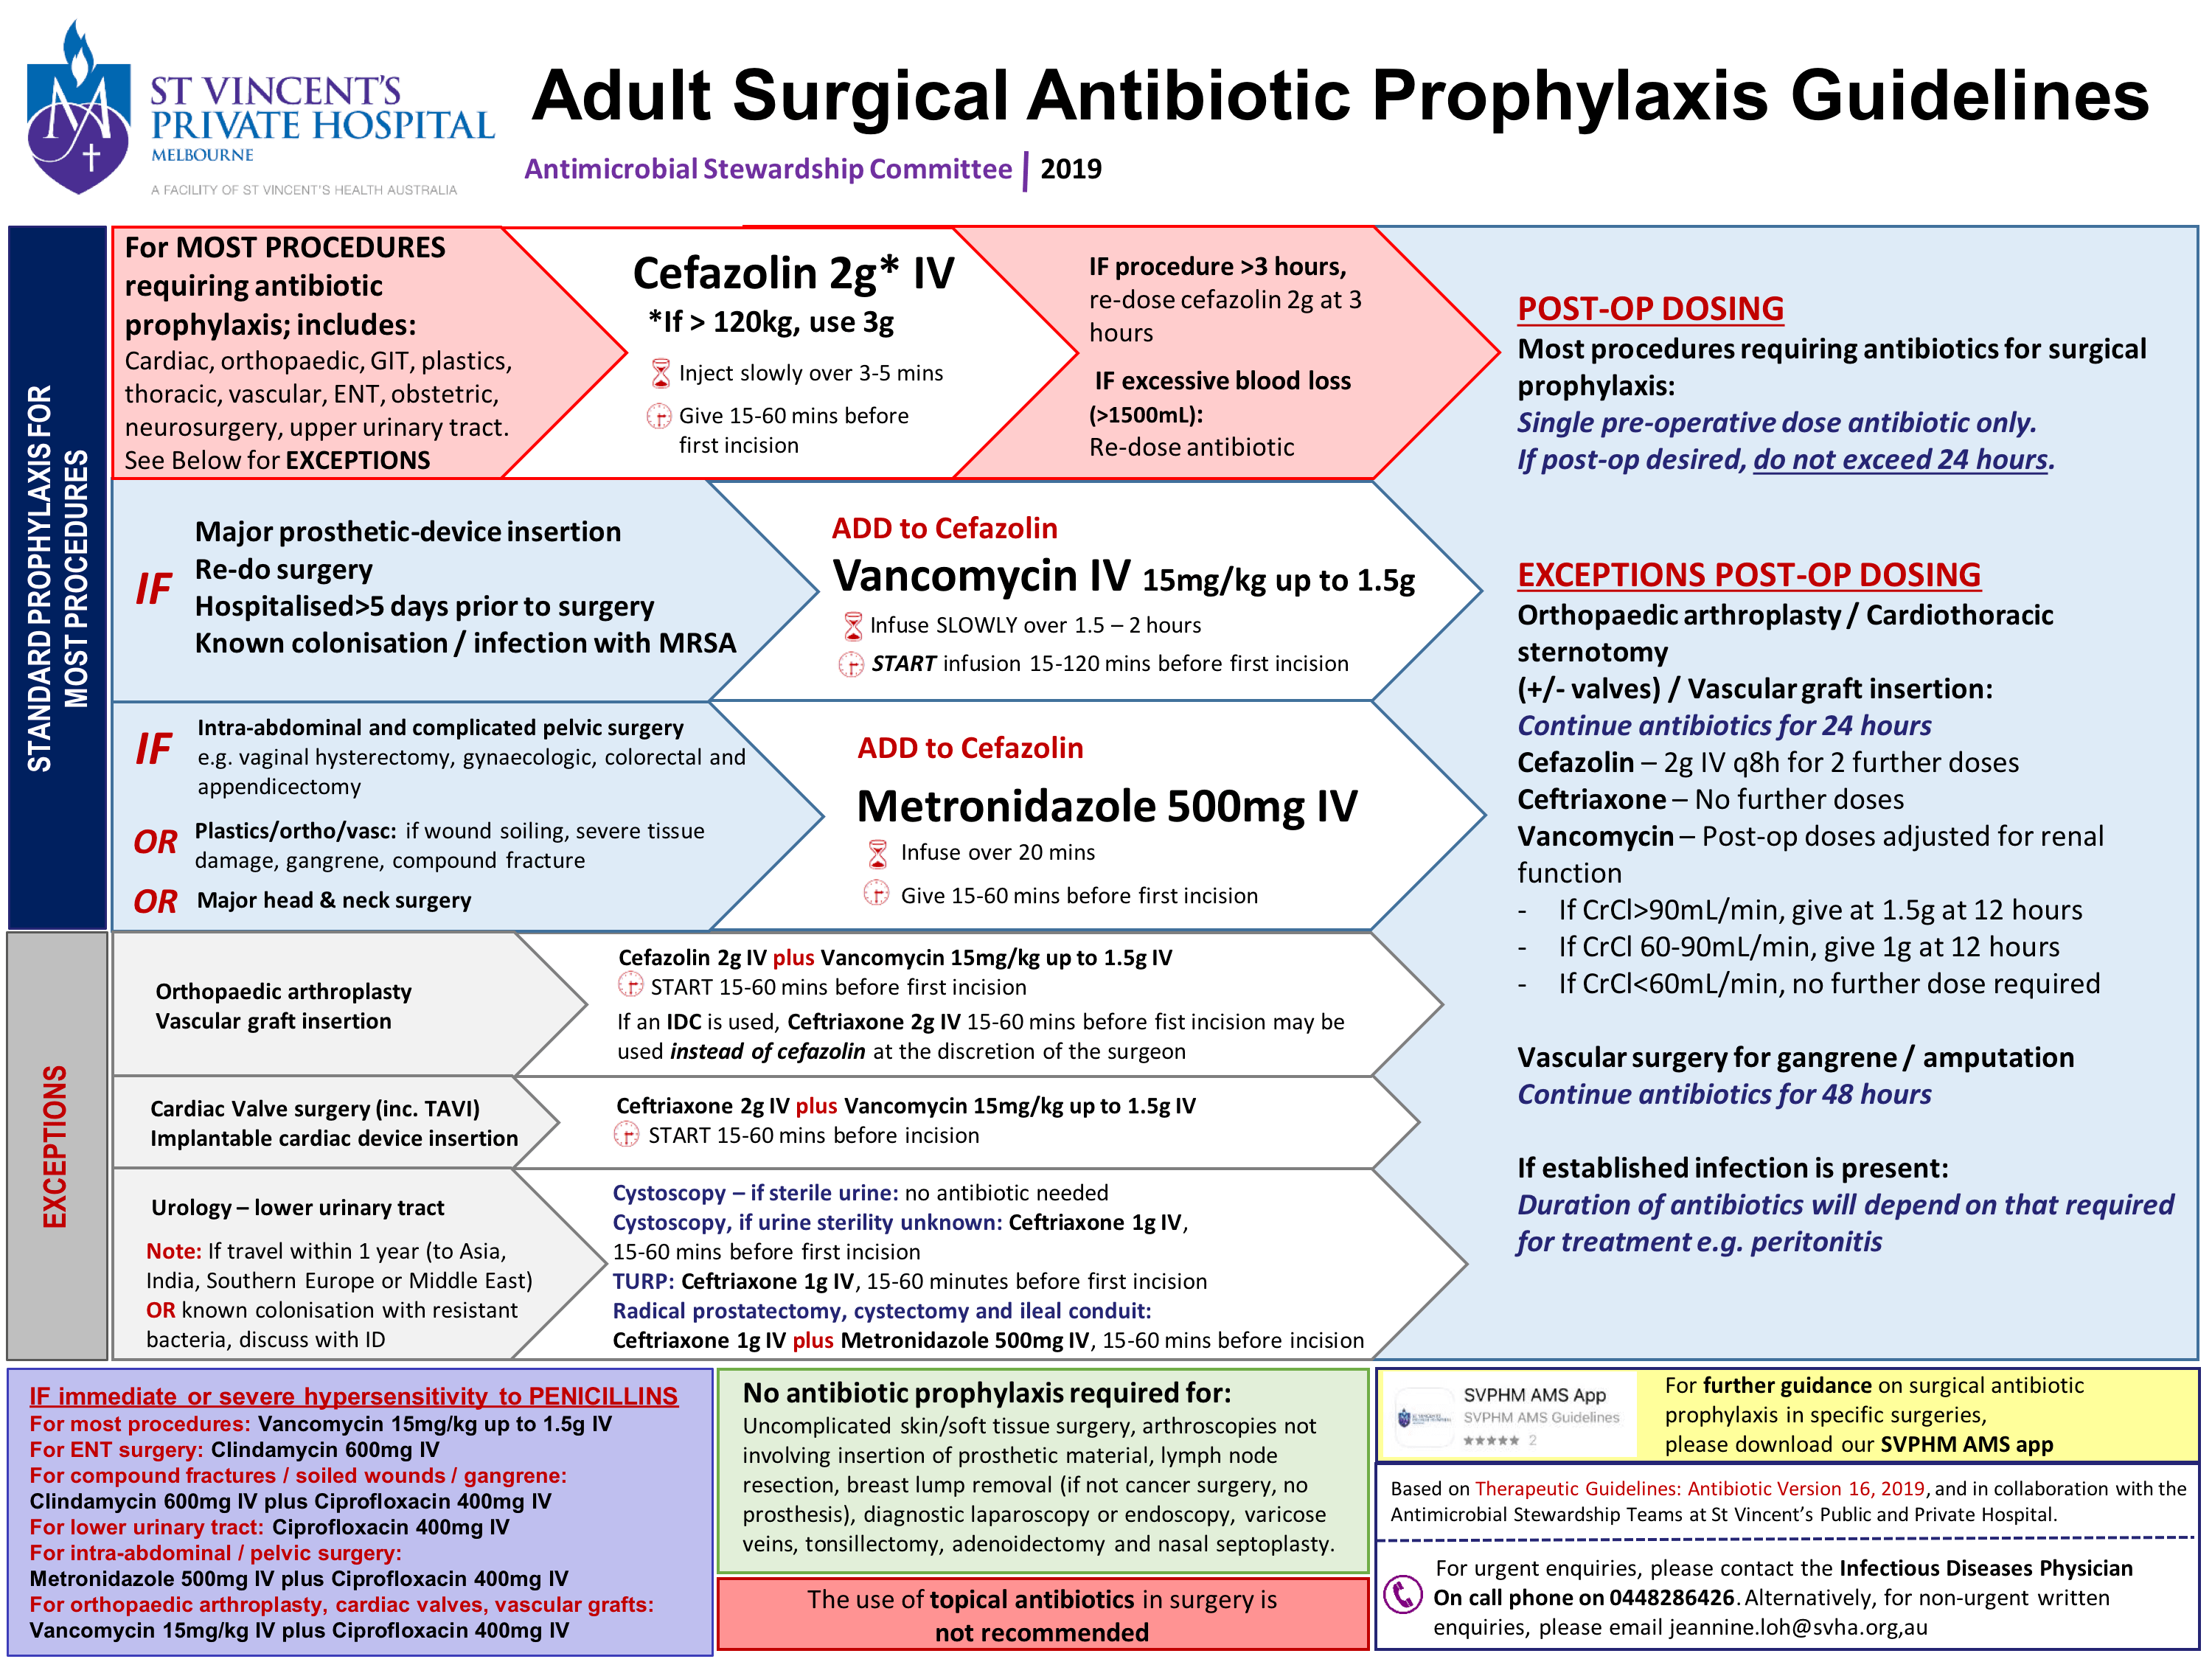 ST VINCENT'S
PRIVATE HOSPITAL
MELBOURNE
A FACILITY OF ST VINCENT'S HEALTH AUSTRALIA
Adult Surgical Antibiotic Prophylaxis Guidelines
Antimicrobial Stewardship Committee | 2019
STANDARD PROPHYLAXIS FOR
MOST PROCEDURES
For MOST PROCEDURES
requiring antibiotic
prophylaxis; includes:
Cardiac, orthopaedic, GIT, plastics,
thoracic, vascular, ENT, obstetric,
neurosurgery, upper urinary tract.
See Below for EXCEPTIONS
Cefazolin 2g* IV
*If > 120kg, use 3g
Inject slowly over 3-5 mins
Give 15-60 mins before
first incision
IF procedure >3 hours,
re-dose cefazolin 2g at 3
hours
IF excessive blood loss
(>1500mL):
Re-dose antibiotic
IF
Major prosthetic-device insertion
Re-do surgery
Hospitalised>5 days prior to surgery
Known colonisation / infection with MRSA
ADD to Cefazolin
Vancomycin IV 15mg/kg up to 1.5g
Infuse SLOWLY over 1.5 – 2 hours
START infusion 15-120 mins before first incision
IF
Intra-abdominal and complicated pelvic surgery
e.g. vaginal hysterectomy, gynaecologic, colorectal and
appendicectomy
OR
Plastics/ortho/vasc: if wound soiling, severe tissue
damage, gangrene, compound fracture
OR
Major head & neck surgery
ADD to Cefazolin
Metronidazole 500mg IV
Infuse over 20 mins
Give 15-60 mins before first incision
EXCEPTIONS
Orthopaedic arthroplasty
Vascular graft insertion
Cefazolin 2g IV plus Vancomycin 15mg/kg up to 1.5g IV
START 15-60 mins before first incision
If an IDC is used, Ceftriaxone 2g IV 15-60 mins before fist incision may be
used instead of cefazolin at the discretion of the surgeon
Cardiac Valve surgery (inc. TAVI)
Implantable cardiac device insertion
Ceftriaxone 2g IV plus Vancomycin 15mg/kg up to 1.5g IV
START 15-60 mins before incision
Urology – lower urinary tract
Note: If travel within 1 year (to Asia,
India, Southern Europe or Middle East)
OR known colonisation with resistant
bacteria, discuss with ID
Cystoscopy – if sterile urine: no antibiotic needed
Cystoscopy, if urine sterility unknown: Ceftriaxone 1g IV,
15-60 mins before first incision
TURP: Ceftriaxone 1g IV, 15-60 minutes before first incision
Radical prostatectomy, cystectomy and ileal conduit:
Ceftriaxone 1g IV plus Metronidazole 500mg IV, 15-60 mins before incision
POST-OP DOSING
Most procedures requiring antibiotics for surgical
prophylaxis:
Single pre-operative dose antibiotic only.
If post-op desired, do not exceed 24 hours.
EXCEPTIONS POST-OP DOSING
Orthopaedic arthroplasty / Cardiothoracic
sternotomy
(+/- valves) / Vascular graft insertion:
Continue antibiotics for 24 hours
Cefazolin – 2g IV q8h for 2 further doses
Ceftriaxone – No further doses
Vancomycin – Post-op doses adjusted for renal
function
- If CrCl>90mL/min, give at 1.5g at 12 hours
- If CrCl 60-90mL/min, give 1g at 12 hours
- If CrCl<60mL/min, no further dose required
Vascular surgery for gangrene / amputation
Continue antibiotics for 48 hours
If established infection is present:
Duration of antibiotics will depend on that required
for treatment e.g. peritonitis
IF immediate or severe hypersensitivity to PENICILLINS
For most procedures: Vancomycin 15mg/kg up to 1.5g IV
For ENT surgery: Clindamycin 600mg IV
For compound fractures / soiled wounds / gangrene:
Clindamycin 600mg IV plus Ciprofloxacin 400mg IV
For lower urinary tract: Ciprofloxacin 400mg IV
For intra-abdominal / pelvic surgery:
Metronidazole 500mg IV plus Ciprofloxacin 400mg IV
For orthopaedic arthroplasty, cardiac valves, vascular grafts:
Vancomycin 15mg/kg IV plus Ciprofloxacin 400mg IV
No antibiotic prophylaxis required for:
Uncomplicated skin/soft tissue surgery, arthroscopies not
involving insertion of prosthetic material, lymph node
resection, breast lump removal (if not cancer surgery, no
prosthesis), diagnostic laparoscopy or endoscopy, varicose
veins, tonsillectomy, adenoidectomy and nasal septoplasty.
The use of topical antibiotics in surgery is
not recommended
SVPHM AMS App
SVPHM AMS Guidelines
★★★★★ 2
For further guidance on surgical antibiotic
prophylaxis in specific surgeries,
please download our SVPHM AMS app
Based on Therapeutic Guidelines: Antibiotic Version 16, 2019, and in collaboration with the
Antimicrobial Stewardship Teams at St Vincent's Public and Private Hospital.
For urgent enquiries, please contact the Infectious Diseases Physician
On call phone on 0448286426. Alternatively, for non-urgent written
enquiries, please email jeannine.loh@svha.org,au